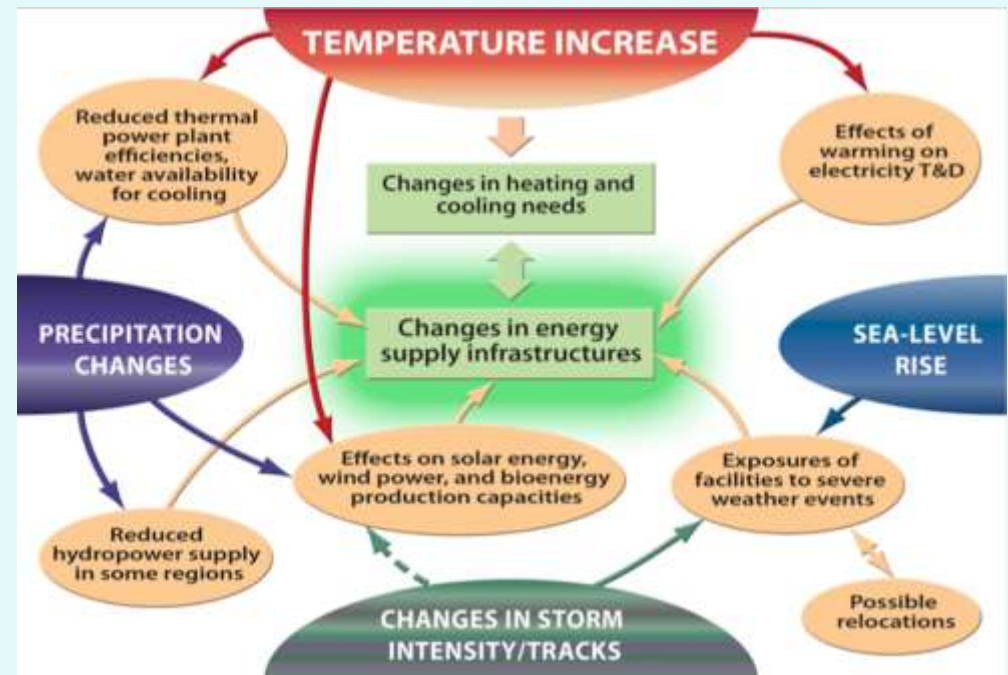 TEMPERATURE INCREASE
Reduced thermal
power plant
efficiencies,
water availability
for cooling
Effects of
warming on
electricity T&D
Changes in heating and
cooling needs
PRECIPITATION
CHANGES
Changes in energy
supply infrastructures
SEA-LEVEL
RISE
Effects on solar energy,
wind power, and bioenergy
production capacities
Exposures of
facilities to severe
weather events
Reduced
hydropower supply
in some regions
Possible
relocations
CHANGES IN STORM
INTENSITY/TRACKS